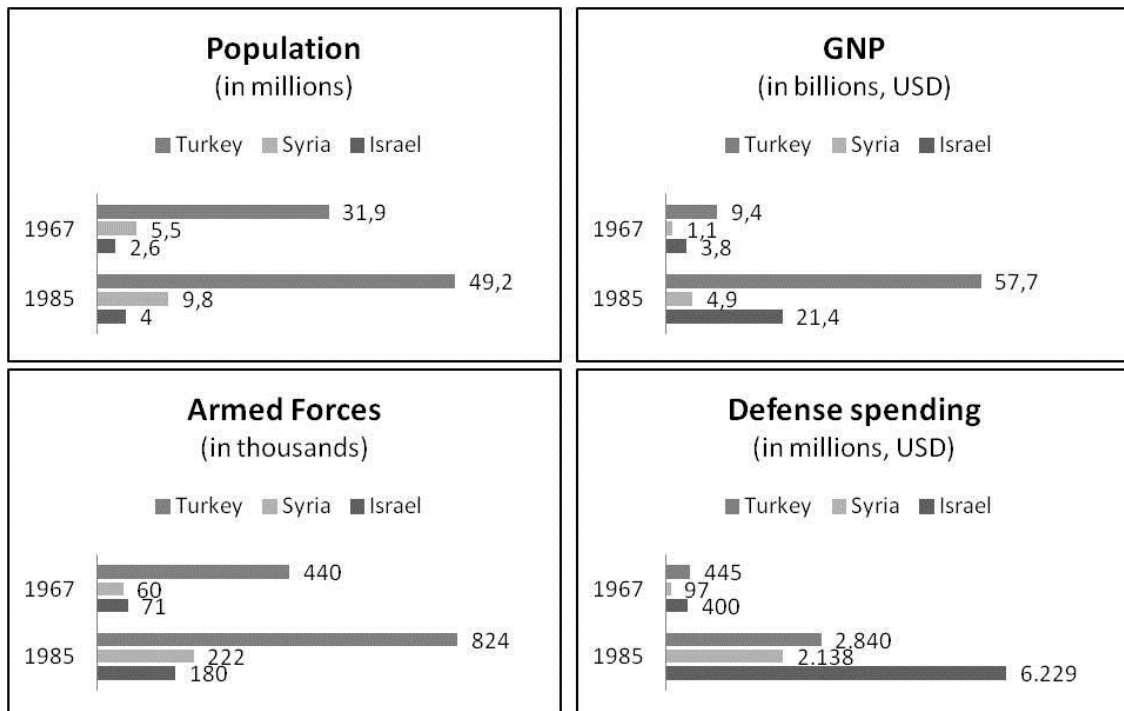 Population
(in millions)
Turkey Syria Israel
1967
31,9
5,5
2,6
1985
49,2
9,8
4
GNP
(in billions, USD)
Turkey Syria Israel
1967
9,4
1,1
3,8
1985
57,7
4,9
21,4
Armed Forces
(in thousands)
Turkey Syria Israel
1967
440
60
71
1985
824
222
180
Defense spending
(in millions, USD)
Turkey Syria Israel
1967
445
97
400
1985
2.840
2.138
6.229